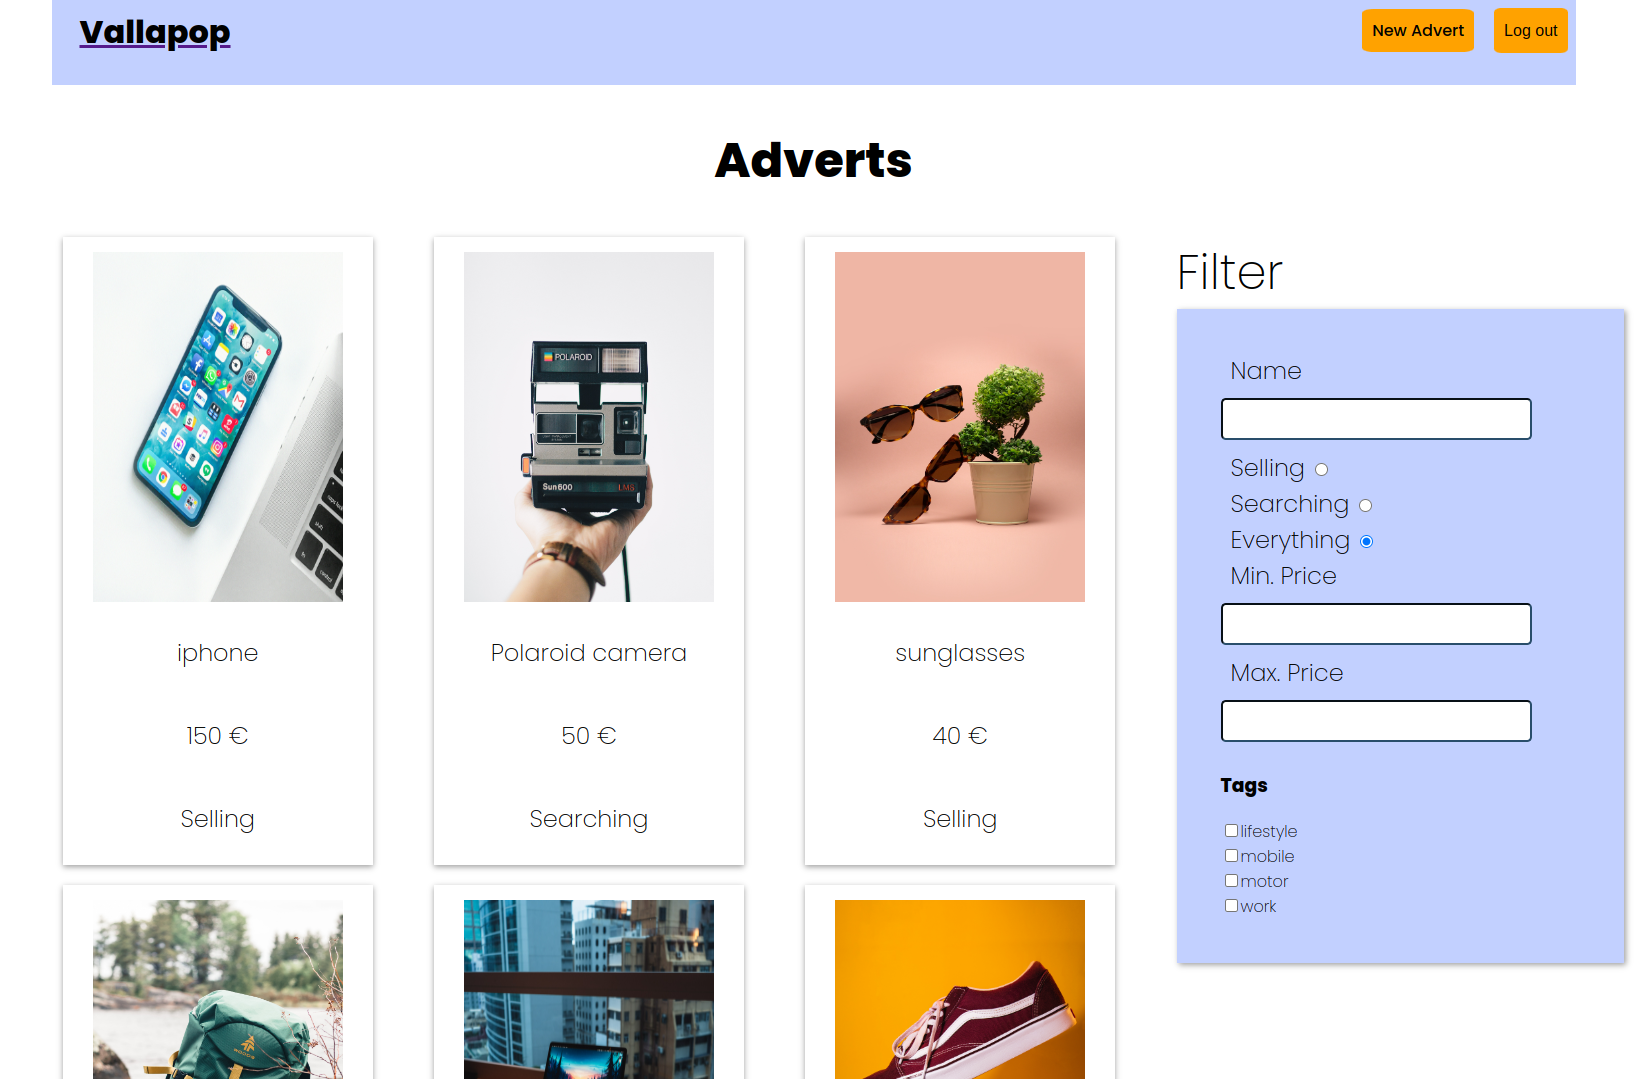 Vallapop
New Advert
Log out
Adverts
POLAROID
Sun600
LMS
iphone
150 €
Selling
Polaroid camera
50 €
Searching
sunglasses
40 €
Selling
Filter
Name
Selling
Searching
Everything
Min. Price
Max. Price
Tags
lifestyle
mobile
motor
work